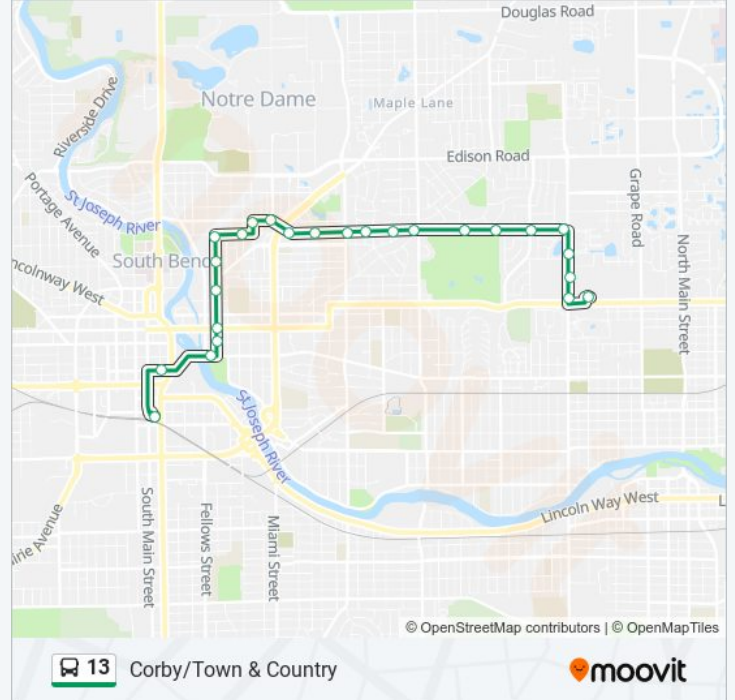 Douglas Road
Notre Dame
Maple Lane
Riverside Drive
Edison Road
Portage Avenue
St Joseph River
Grape Road
South Bend
ncolnway West
North Main Street
St Joseph River
South Main Street
Fellows Street
Miami Street
Lincoln Way West
L
irie Avenue
© OpenStreetMap contributors | © OpenMapTiles
13 Corby/Town & Country
moovit